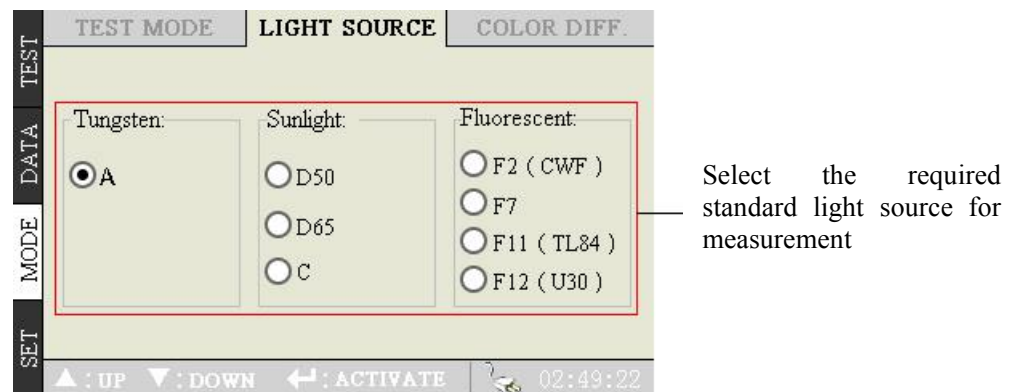 TEST MODE LIGHT SOURCE COLOR DIFF.
TEST
DATA
MODE
SET
Tungsten:
A
Sunlight:
D50
D65
C
Fluorescent:
F2 ( CWF )
F7
F11 ( TL84 )
F12 ( U30 )
▲ : UP ▼ : DOWN ↵ : ACTIVATE 02:49:22
Select the required
standard light source for
measurement